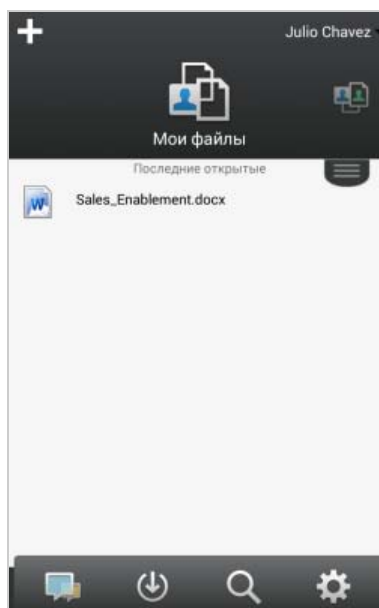 Julio Chavez
Мои файлы
Последние открытые
Sales_Enablement.docx